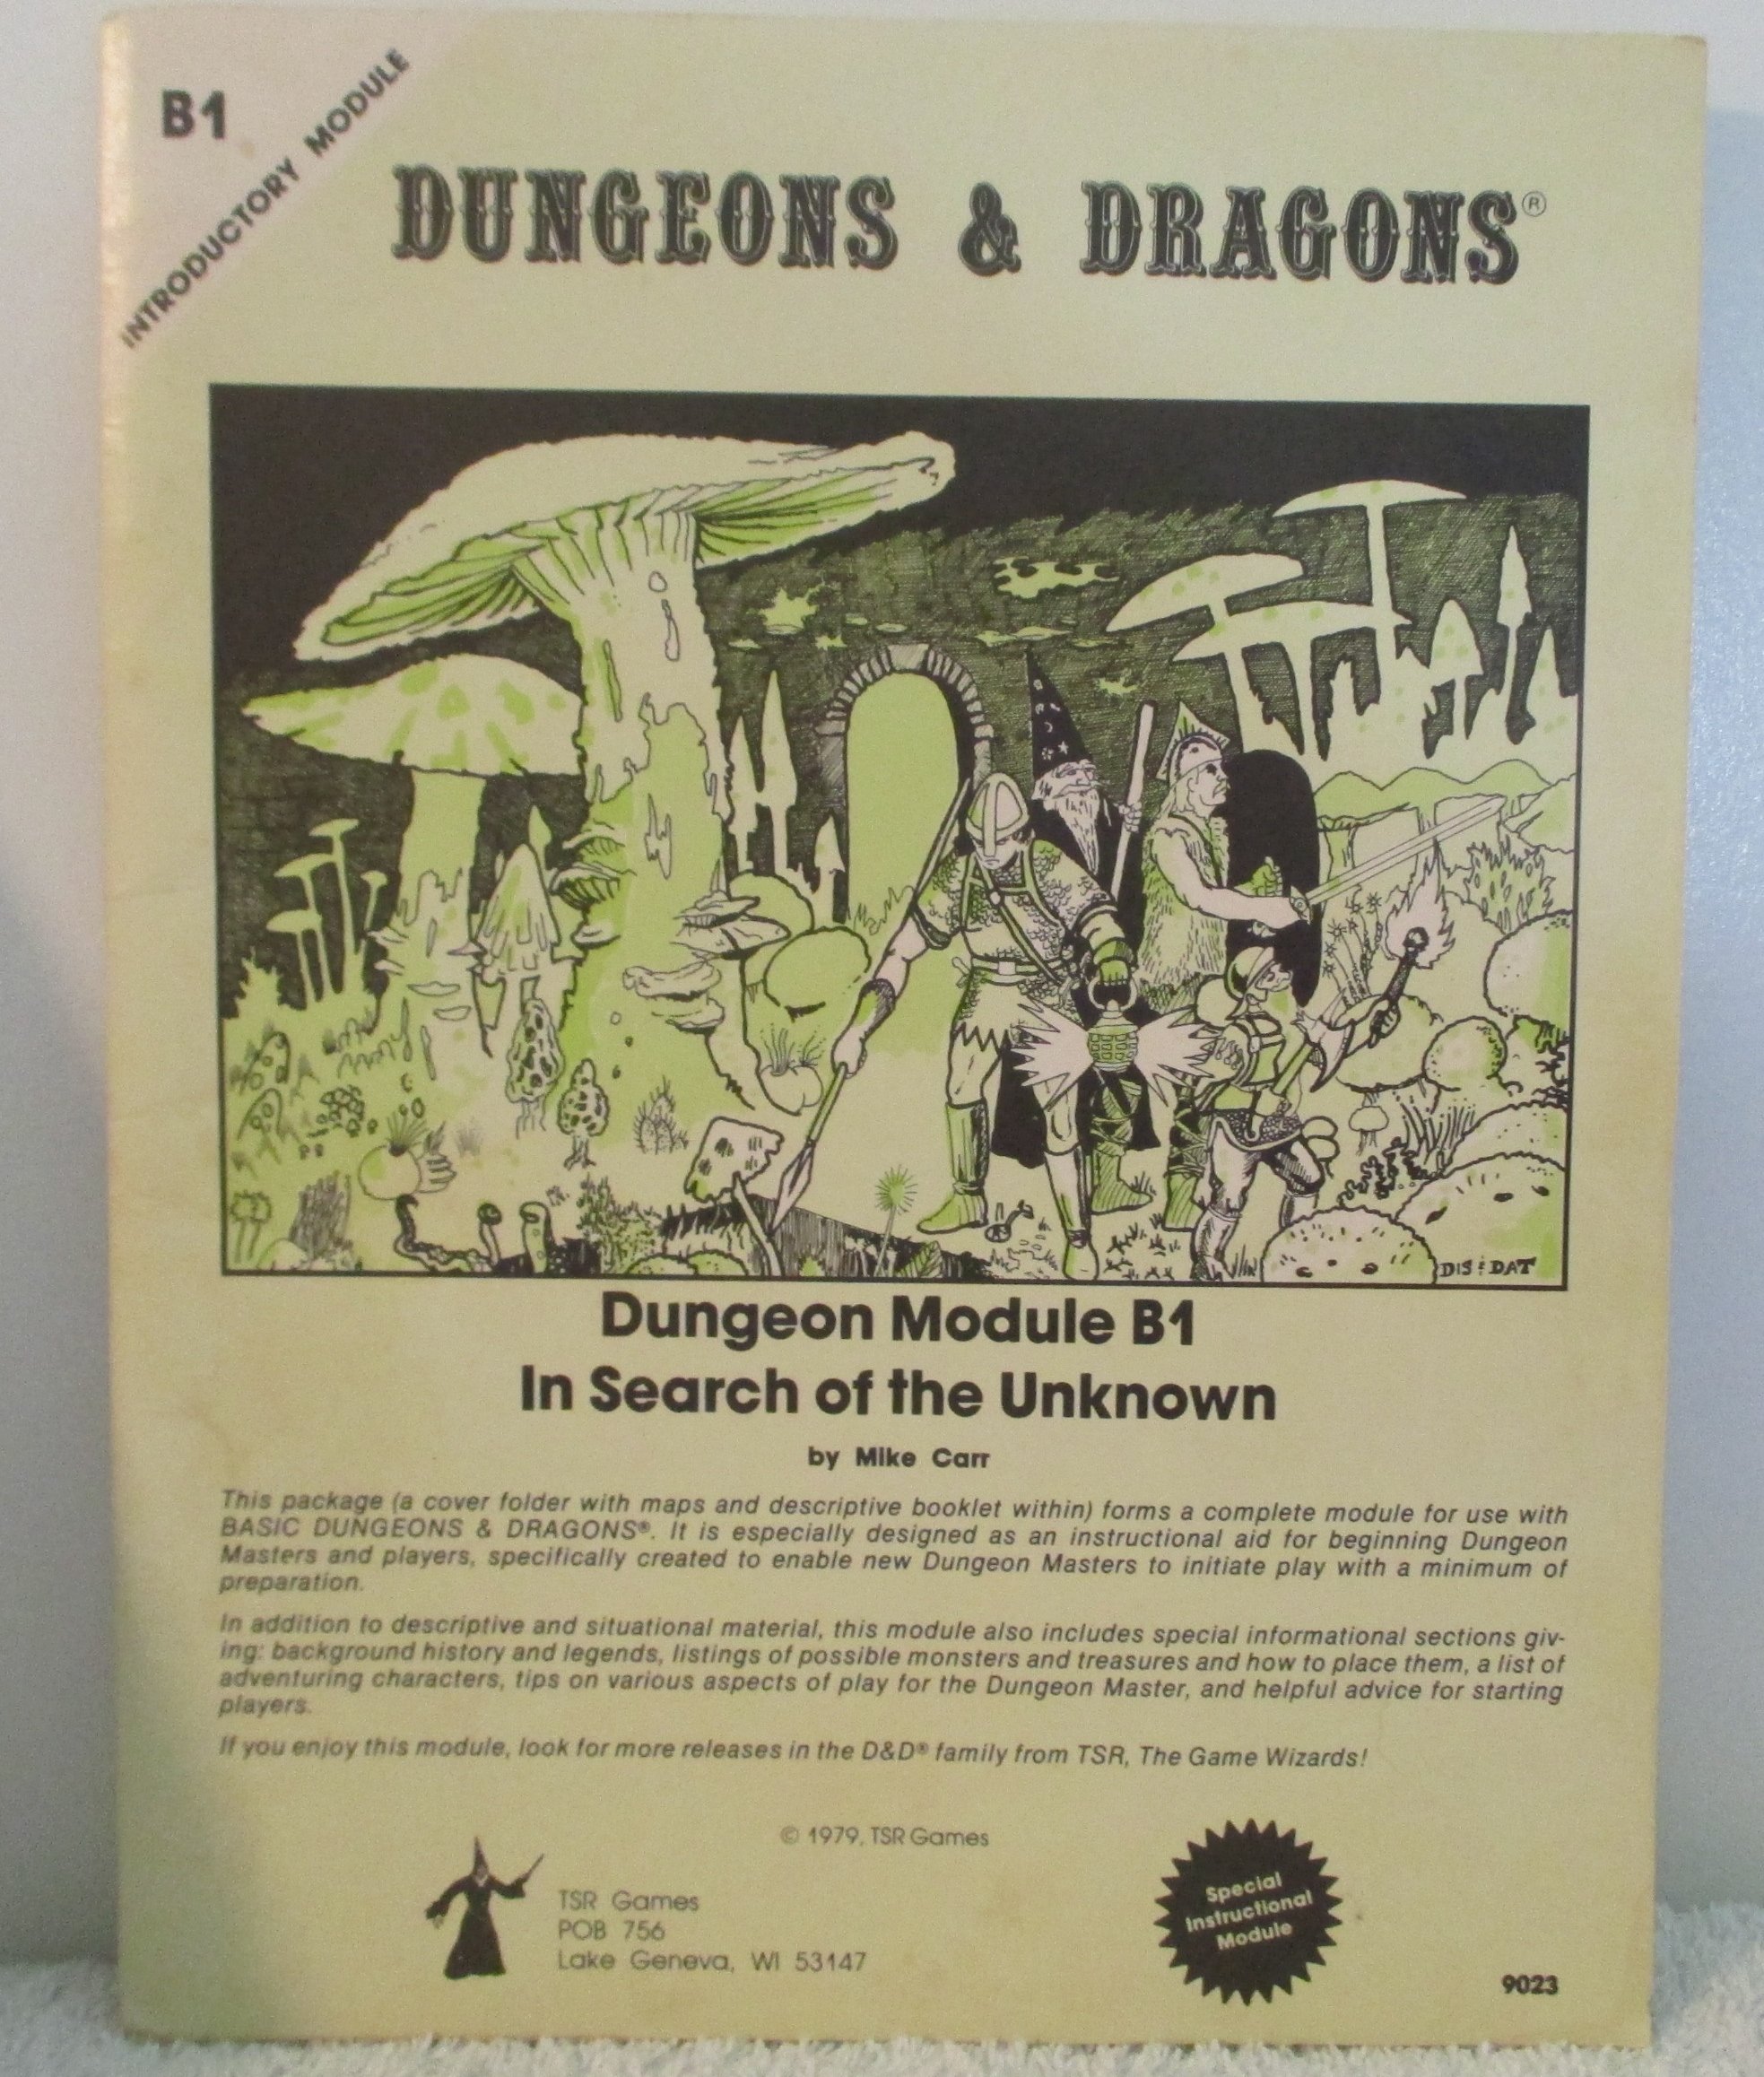 B1
INTRODUCTORY MODULE
DUNGEONS & DRAGONS®
DIS & DAT
Dungeon Module B1
In Search of the Unknown
by Mike Carr
This package (a cover folder with maps and descriptive booklet within) forms a complete module for use with
BASIC DUNGEONS & DRAGONS®. It is especially designed as an instructional aid for beginning Dungeon
Masters and players, specifically created to enable new Dungeon Masters to initiate play with a minimum of
preparation.
In addition to descriptive and situational material, this module also includes special informational sections giv-
ing: background history and legends, listings of possible monsters and treasures and how to place them, a list of
adventuring characters, tips on various aspects of play for the Dungeon Master, and helpful advice for starting
players.
If you enjoy this module, look for more releases in the D&D® family from TSR, The Game Wizards!
© 1979, TSR Games
TSR Games
POB 756
Lake Geneva, WI 53147
Special
Instructional
Module
9023